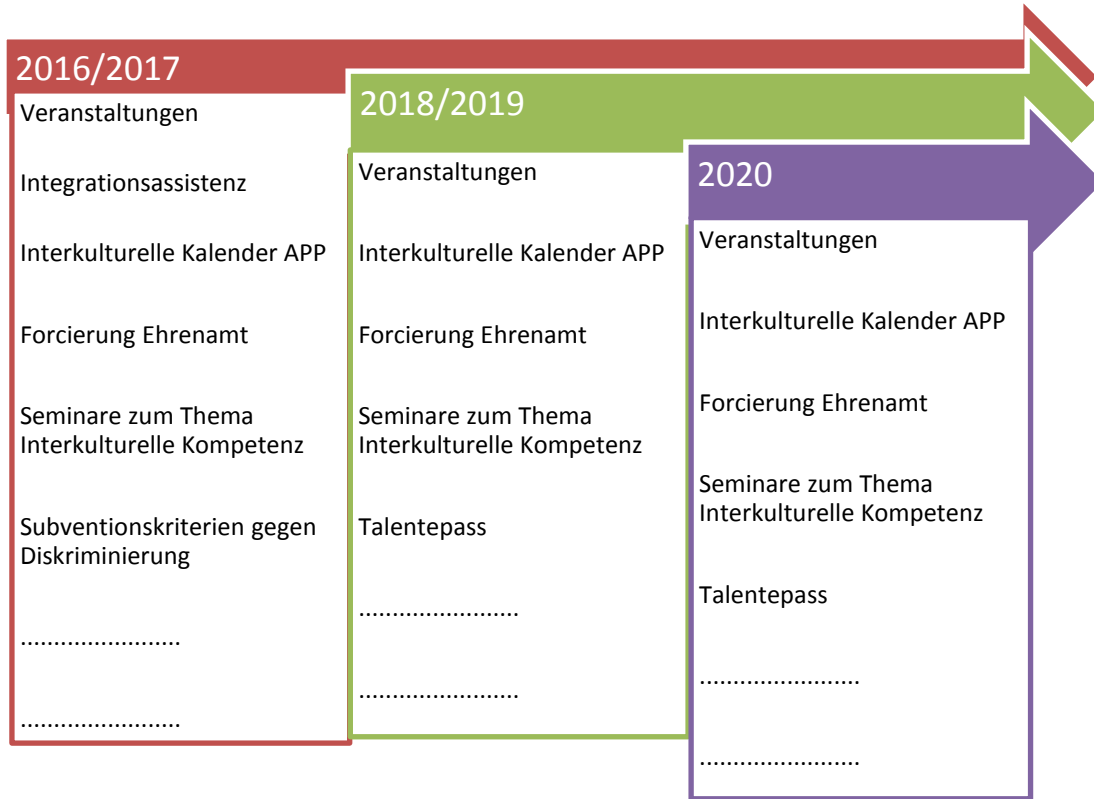 2016/2017
Veranstaltungen
Integrationsassistenz
Interkulturelle Kalender APP
Forcierung Ehrenamt
Seminare zum Thema
Interkulturelle Kompetenz
Subventionskriterien gegen
Diskriminierung
........................
........................
2018/2019
Veranstaltungen
Interkulturelle Kalender APP
Forcierung Ehrenamt
Seminare zum Thema
Interkulturelle Kompetenz
Talentepass
........................
........................
2020
Veranstaltungen
Interkulturelle Kalender APP
Forcierung Ehrenamt
Seminare zum Thema
Interkulturelle Kompetenz
Talentepass
........................
........................